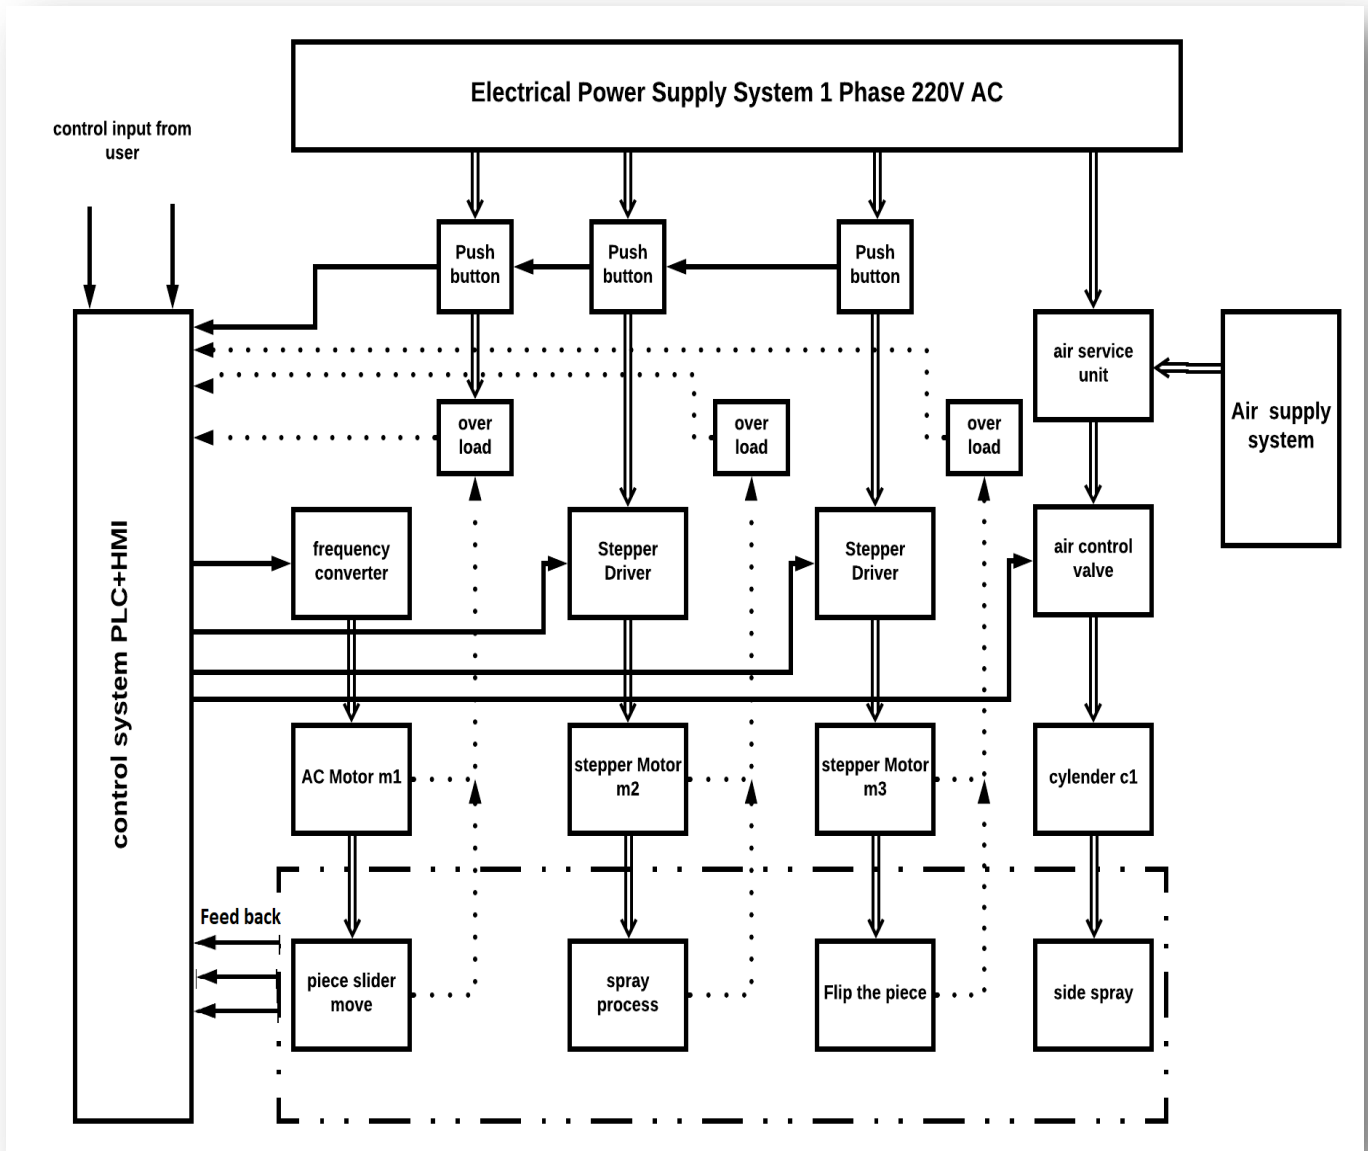 Electrical Power Supply System 1 Phase 220V AC
control input from
user
Push
button
Push
button
Push
button
air service
unit
Air supply
system
over
load
over
load
over
load
control system PLC+HMI
frequency
converter
Stepper
Driver
Stepper
Driver
air control
valve
AC Motor m1
stepper Motor
m2
stepper Motor
m3
cylender c1
Feed back
piece slider
move
spray
process
Flip the piece
side spray